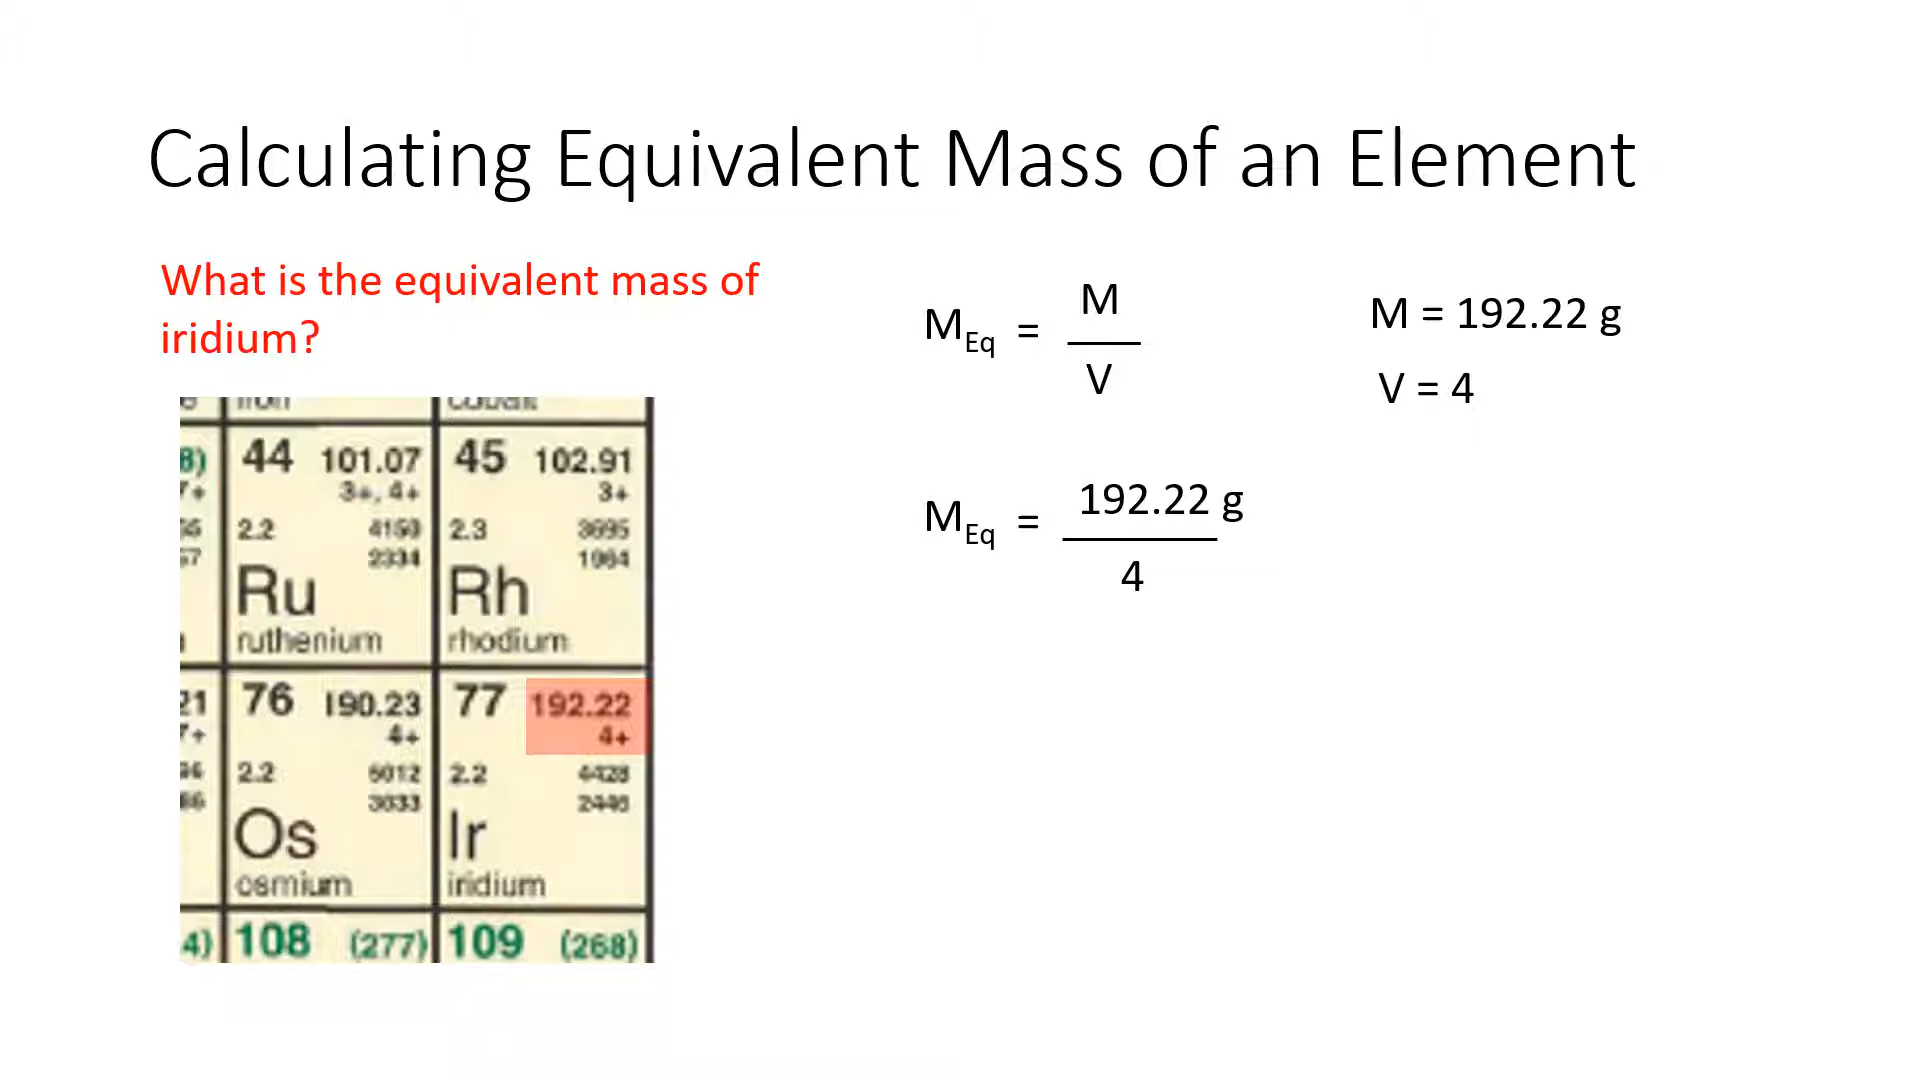 Calculating Equivalent Mass of an Element
What is the equivalent mass of
iridium?
M
MEq =
V
M = 192.22 g
V = 4
192.22 g
MEq =
4
44 101.07
3+, 4+
2.2 4150
2334
Ru
ruthenium
45 102.91
3+
2.3 3695
1964
Rh
rhodium
76 190.23
4+
2.2
3033
Os
osmium
77 192.22
4+
2.2 4428
2446
Ir
iridium
4) 108 (277)
109 (268)